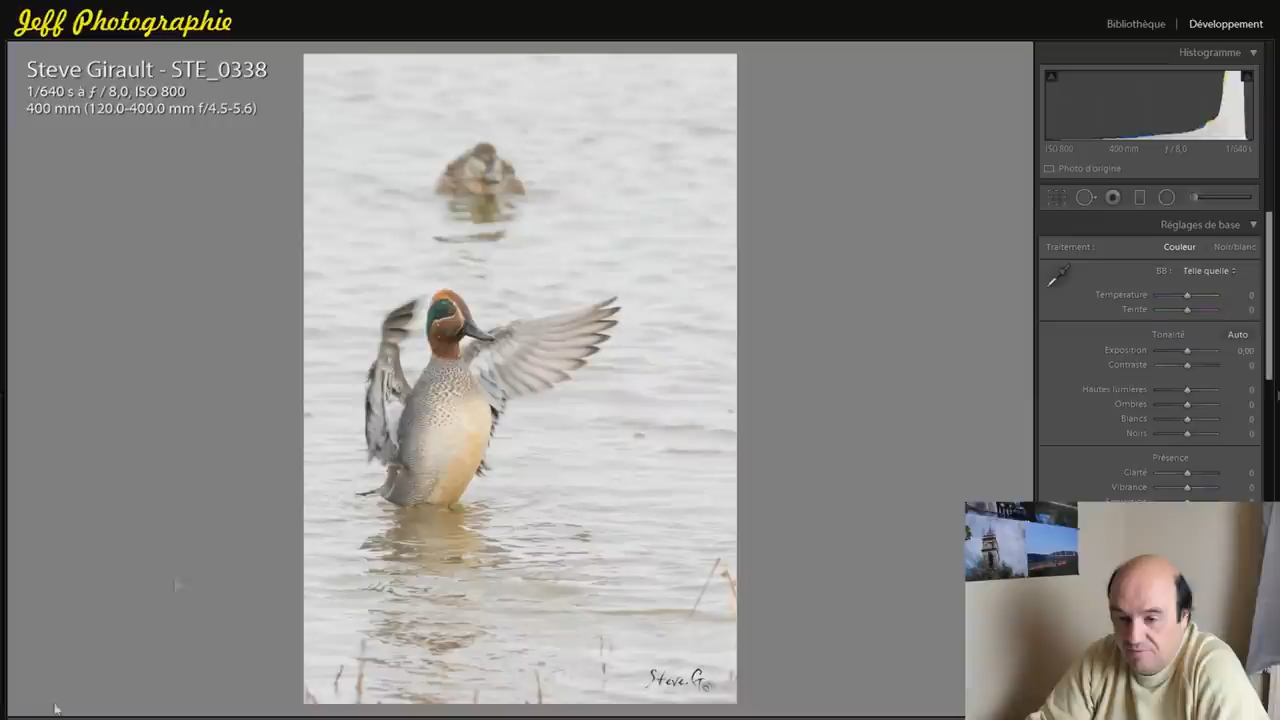 Jeff Photographie
Bibliothèque | Développement
Steve Girault - STE_0338
1/640 s à ƒ / 8,0, ISO 800
400 mm (120.0-400.0 mm f/4.5-5.6)
Histogramme
ISO 800 400 mm ƒ / 8,0 1/640 s
Photo d'origine
Réglages de base
Traitement : Couleur Noir/blanc
BB : Telle quelle
Température 0
Teinte 0
Tonalité Auto
Exposition 0,00
Contraste 0
Hautes lumières 0
Ombres 0
Blancs 0
Noirs 0
Présence
Clarté 0
Vibrance 0
Steve.G